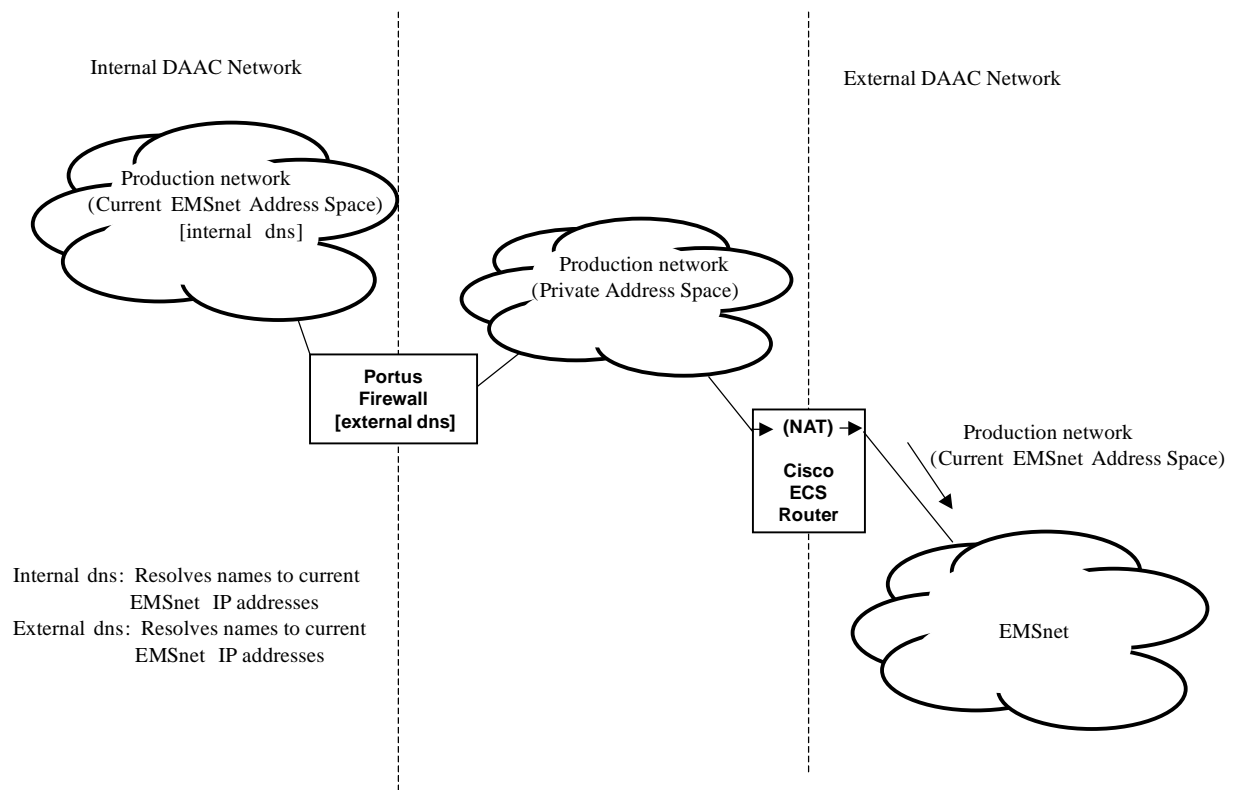 Internal DAAC Network
External DAAC Network
Production network
(Current EMSnet Address Space)
[internal dns]
Production network
(Private Address Space)
Portus
Firewall
[external dns]
(NAT)
Cisco
ECS
Router
Production network
(Current EMSnet Address Space)
EMSnet
Internal dns: Resolves names to current
EMSnet IP addresses
External dns: Resolves names to current
EMSnet IP addresses